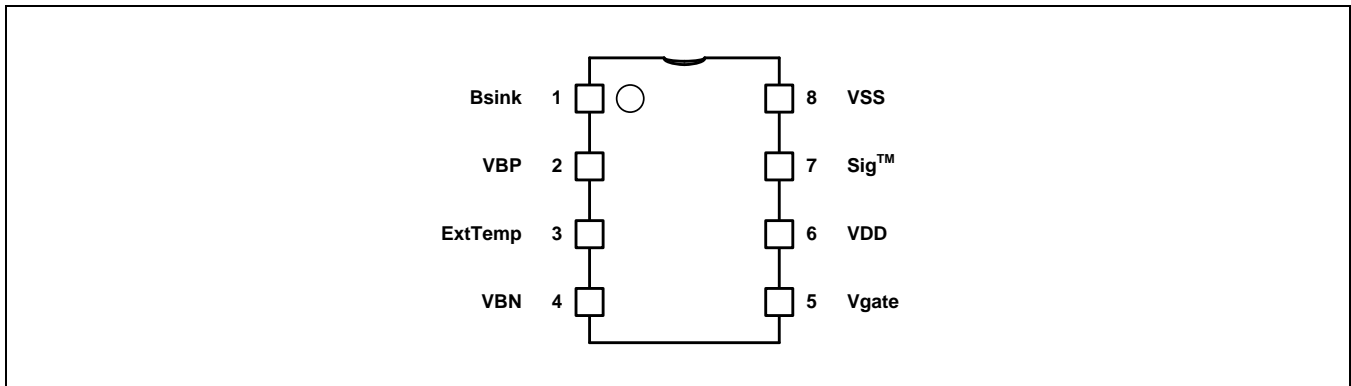 Bsink 1 8 VSS
VBP 2 7 Sig™
ExtTemp 3 6 VDD
VBN 4 5 Vgate